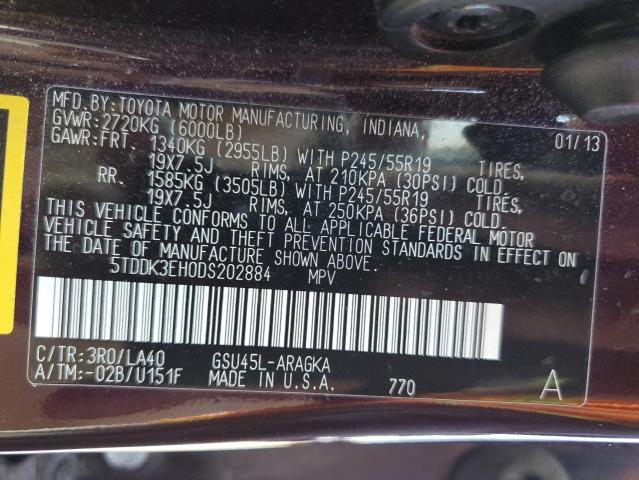 MFD.BY:TOYOTA MOTOR MANUFACTURING, INDIANA, 01/13
GVWR:2720KG (6000LB)
GAWR:FRT. 1340KG (2955LB) WITH P245/55R19 TIRES,
19X7.5J RIMS, AT 210KPA (30PSI) COLD.
RR. 1585KG (3505LB) WITH P245/55R19 TIRES,
19X7.5J RIMS, AT 250KPA (36PSI) COLD.
THIS VEHICLE CONFORMS TO ALL APPLICABLE FEDERAL MOTOR
VEHICLE SAFETY AND THEFT PREVENTION STANDARDS IN EFFECT ON
THE DATE OF MANUFACTURE SHOWN ABOVE.
5TDDK3EH0DS202884 MPV
C/TR:3R0/LA40 GSU45L-ARAGKA
A/TM:-02B/U151F MADE IN U.S.A. 770 A